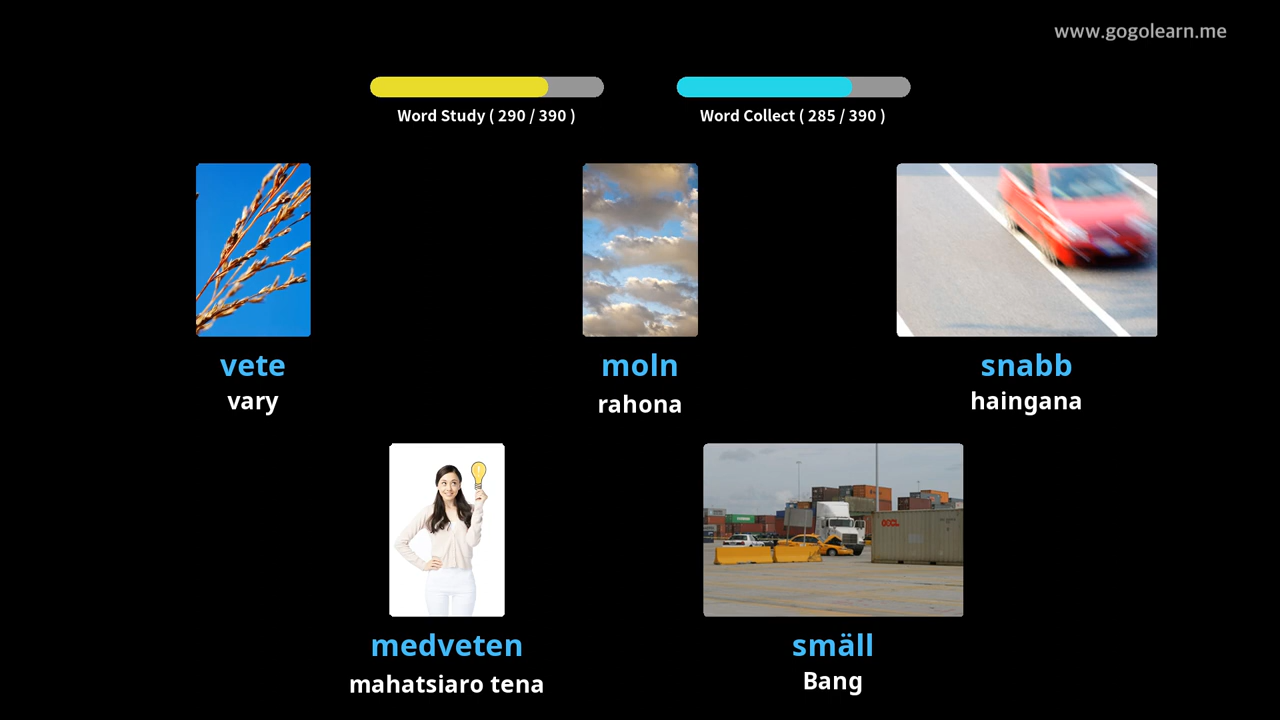 www.gogolearn.me
Word Study ( 290 / 390 )
Word Collect ( 285 / 390 )
vete
vary
moln
rahona
snabb
haingana
medveten
mahatsiaro tena
smäll
Bang